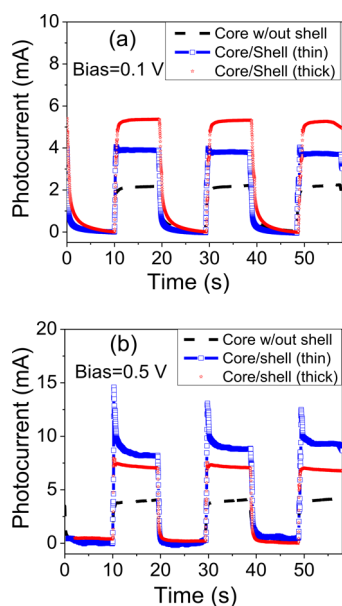 (a)
Bias=0.1 V
Core w/out shell
Core/Shell (thin)
Core/Shell (thick)
10
8
6
4
2
0
Photocurrent (mA)
0 10 20 30 40 50
Time (s)
(b)
Bias=0.5 V
Core w/out shell
Core/shell (thin)
Core/shell (thick)
20
15
10
5
0
Photocurrent (mA)
0 10 20 30 40 50
Time (s)